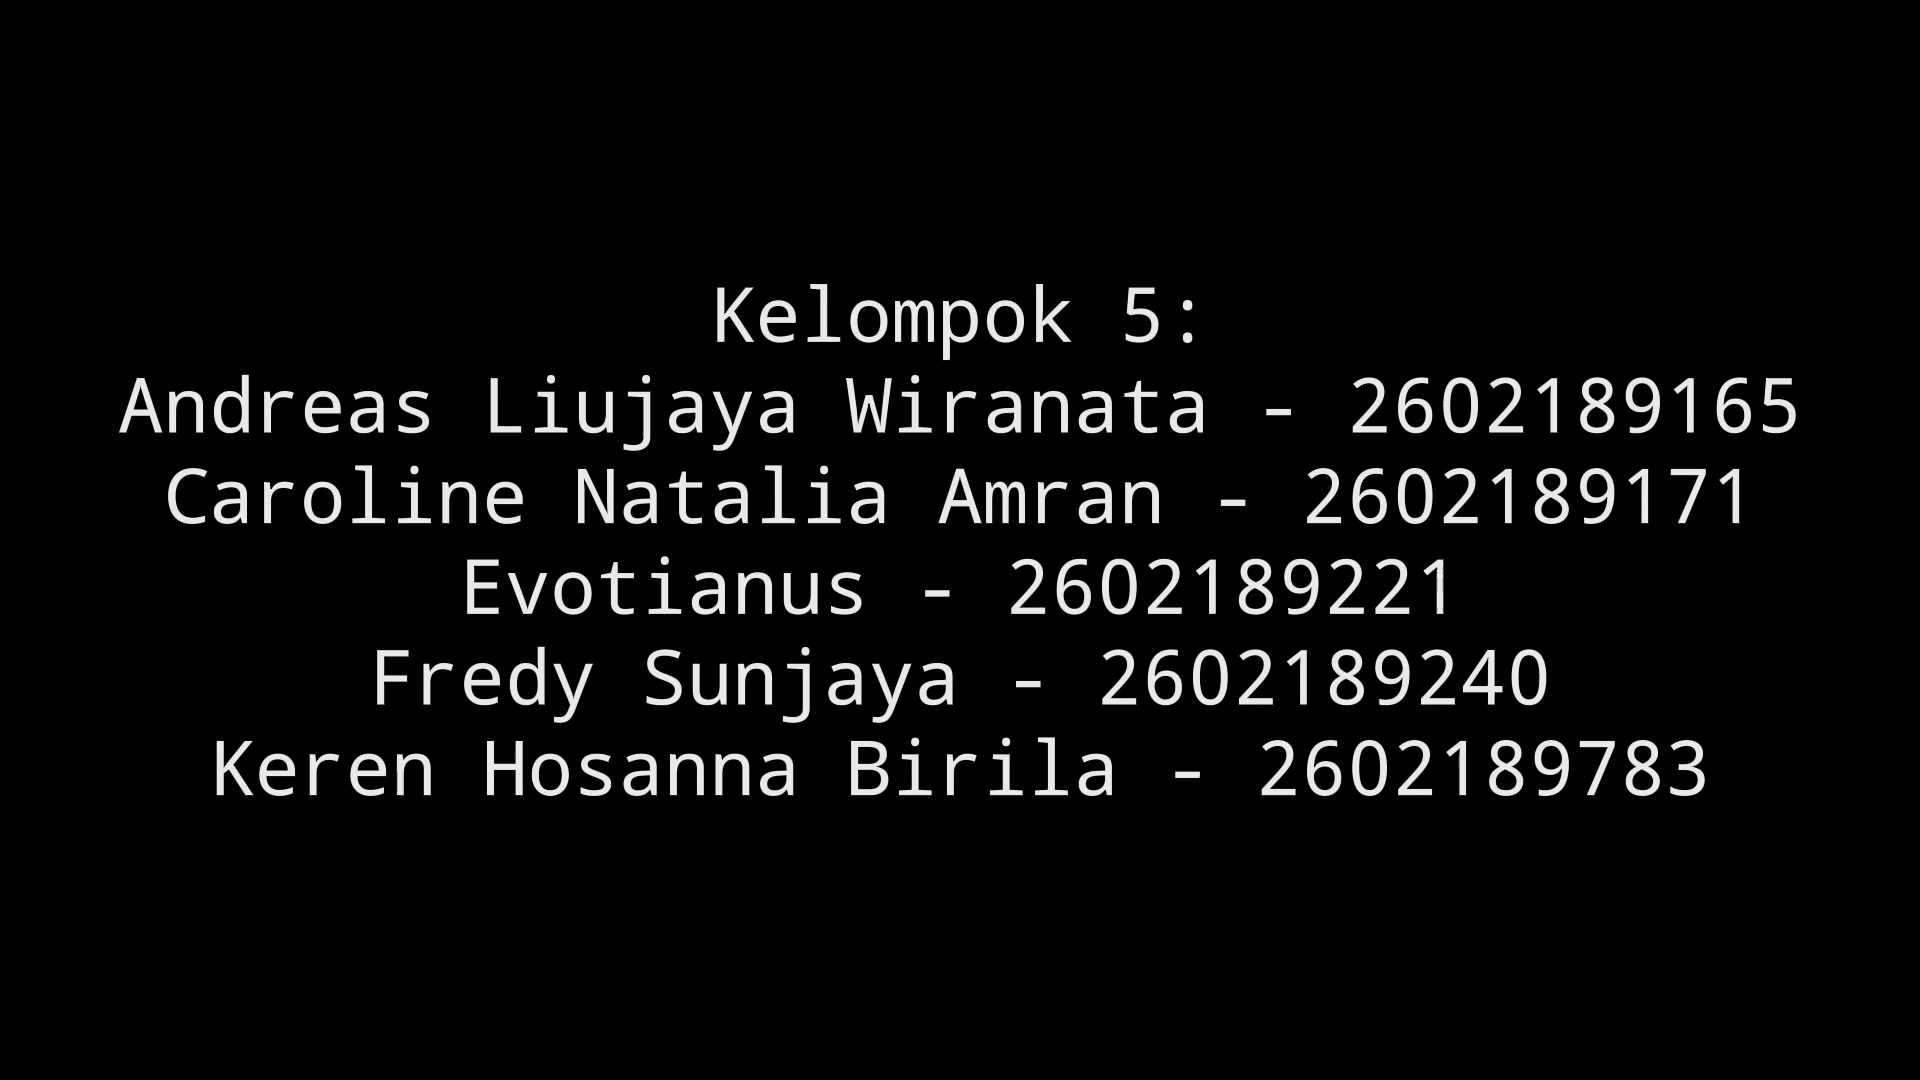 Kelompok 5:
Andreas Liujaya Wiranata - 2602189165
Caroline Natalia Amran - 2602189171
Evotianus - 2602189221
Fredy Sunjaya - 2602189240
Keren Hosanna Birila - 2602189783